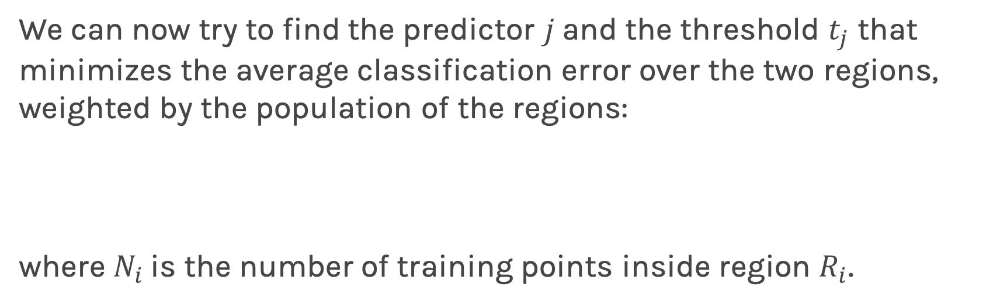 We can now try to find the predictor j and the threshold t_j that
minimizes the average classification error over the two regions,
weighted by the population of the regions:
where N_i is the number of training points inside region R_i.